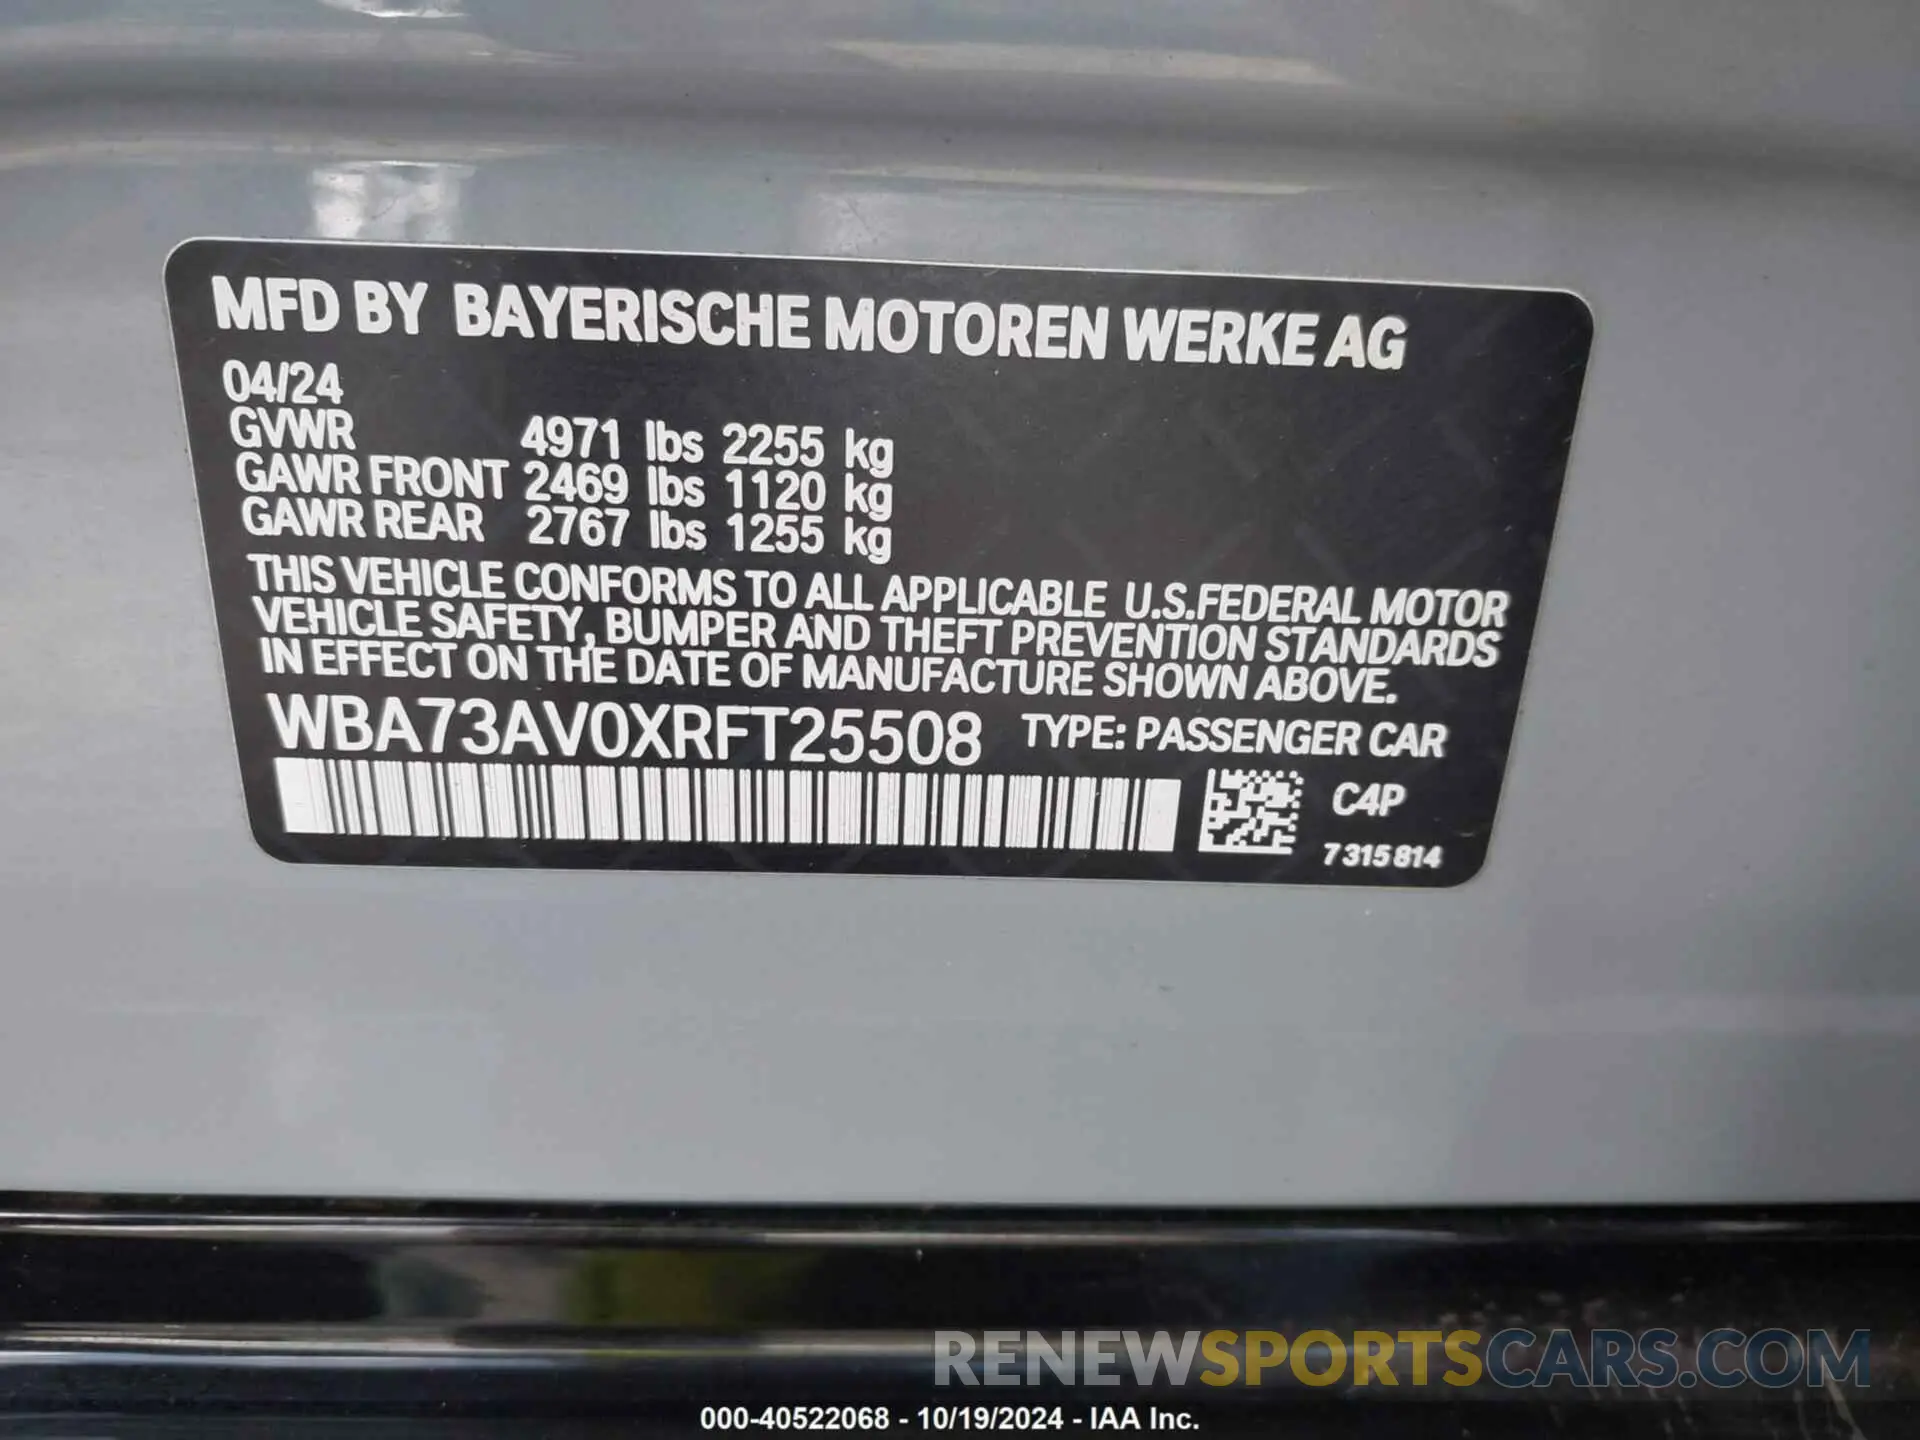 MFD BY BAYERISCHE MOTOREN WERKE AG
04/24
GVWR 4971 lbs 2255 kg
GAWR FRONT 2469 lbs 1120 kg
GAWR REAR 2767 lbs 1255 kg
THIS VEHICLE CONFORMS TO ALL APPLICABLE U.S.FEDERAL MOTOR
VEHICLE SAFETY, BUMPER AND THEFT PREVENTION STANDARDS
IN EFFECT ON THE DATE OF MANUFACTURE SHOWN ABOVE.
WBA73AV0XRFT25508 TYPE: PASSENGER CAR
C4P
7315814
RENEWSPORTSCARS.COM
000-40522068 - 10/19/2024 - IAA Inc.